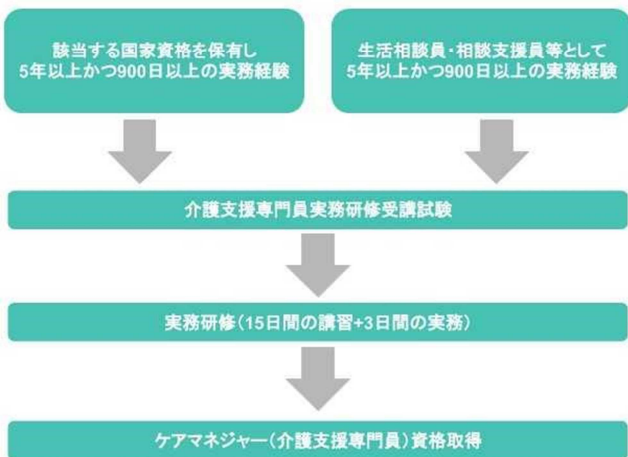 該当する国家資格を保有し
5年以上かつ900日以上の実務経験
生活相談員・相談支援員等として
5年以上かつ900日以上の実務経験
介護支援専門員実務研修受講試験
実務研修（15日間の講習+3日間の実務）
ケアマネジャー（介護支援専門員）資格取得